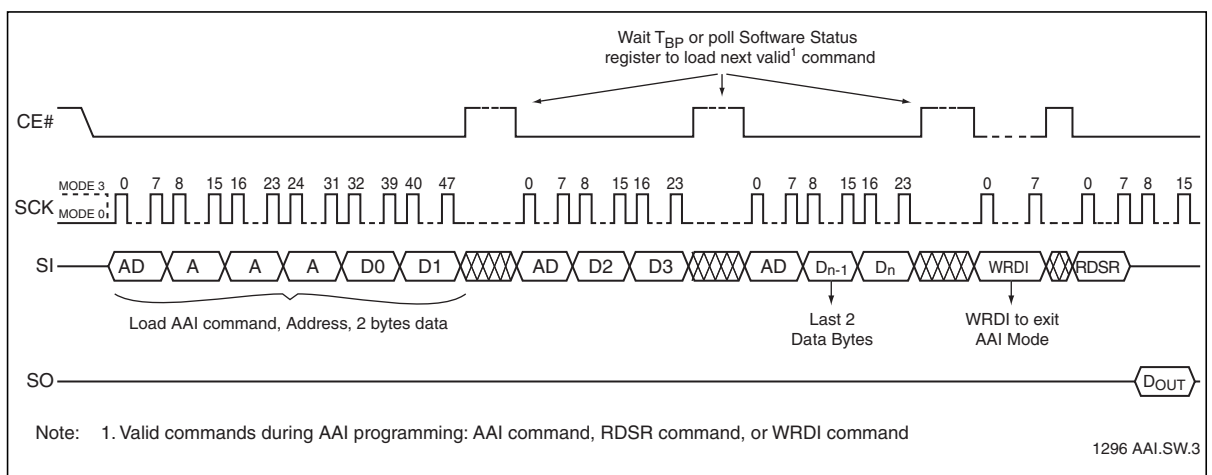 Wait TBP or poll Software Status
register to load next valid1 command
CE#
MODE 3 0 7 8 15 16 23 24 31 32 39 40 47 0 7 8 15 16 23 0 7 8 15 16 23 0 7 0 7 8 15
SCK
MODE 0
SI AD A A A D0 D1 AD D2 D3 AD Dn-1 Dn WRDI RDSR
Load AAI command, Address, 2 bytes data
Last 2
Data Bytes
WRDI to exit
AAI Mode
SO DOUT
Note: 1. Valid commands during AAI programming: AAI command, RDSR command, or WRDI command
1296 AAI.SW.3